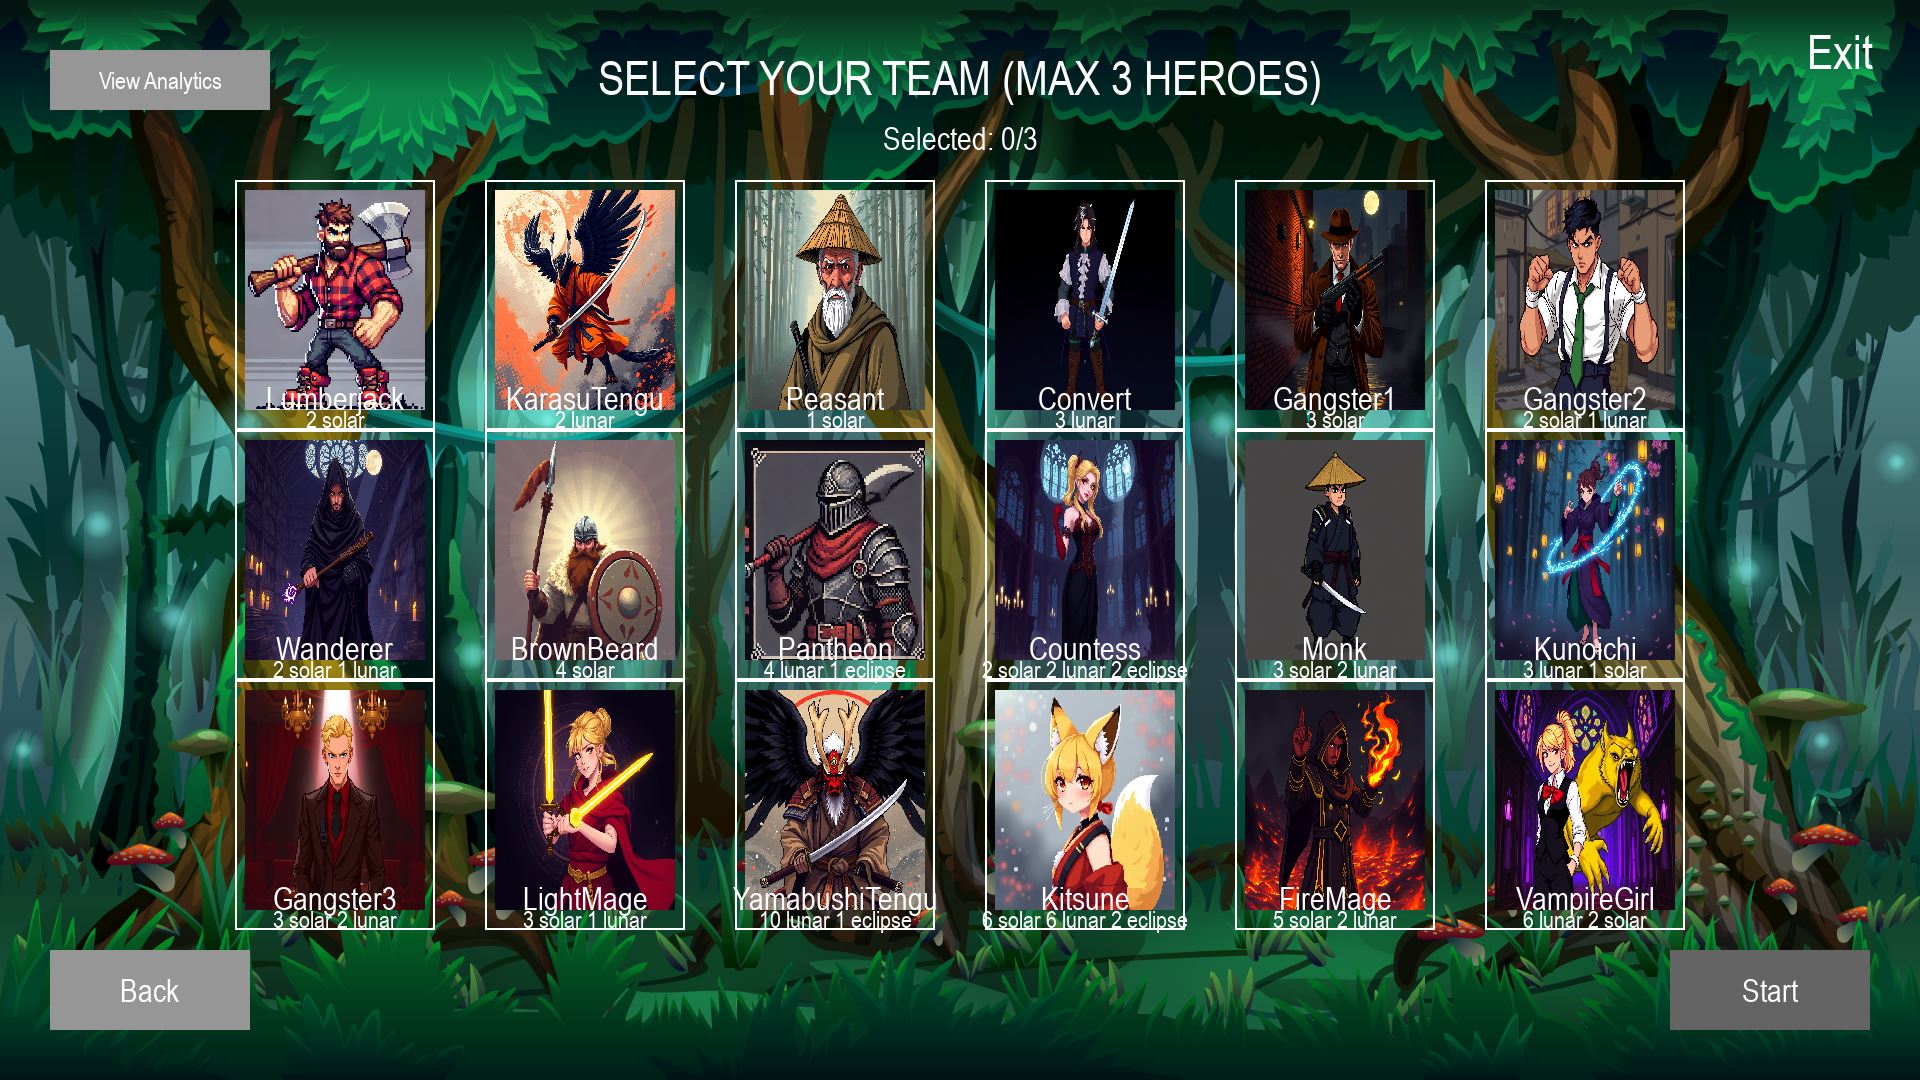 View Analytics
SELECT YOUR TEAM (MAX 3 HEROES)
Exit
Selected: 0/3
Lumberjack
2 solar
KarasuTengu
2 lunar
Peasant
1 solar
Convert
3 lunar
Gangster1
3 solar
Gangster2
2 solar 1 lunar
Wanderer
2 solar 1 lunar
BrownBeard
4 solar
Pantheon
4 lunar 1 eclipse
Countess
2 solar 2 lunar 2 eclipse
Monk
3 solar 2 lunar
Kunoichi
3 lunar 1 solar
Gangster3
3 solar 2 lunar
LightMage
3 solar 1 lunar
YamabushiTengu
10 lunar 1 eclipse
Kitsune
6 solar 6 lunar 2 eclipse
FireMage
5 solar 2 lunar
VampireGirl
6 lunar 2 solar
Back
Start